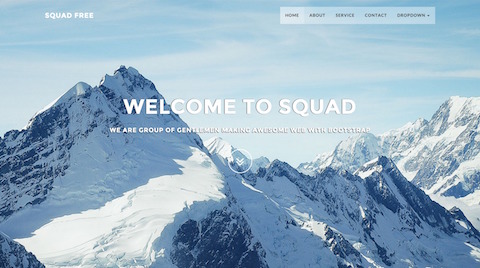 SQUAD FREE
HOME ABOUT SERVICE CONTACT DROPDOWN
WELCOME TO SQUAD
WE ARE GROUP OF GENTLEMEN MAKING AWESOME WEB WITH BOOTSTRAP